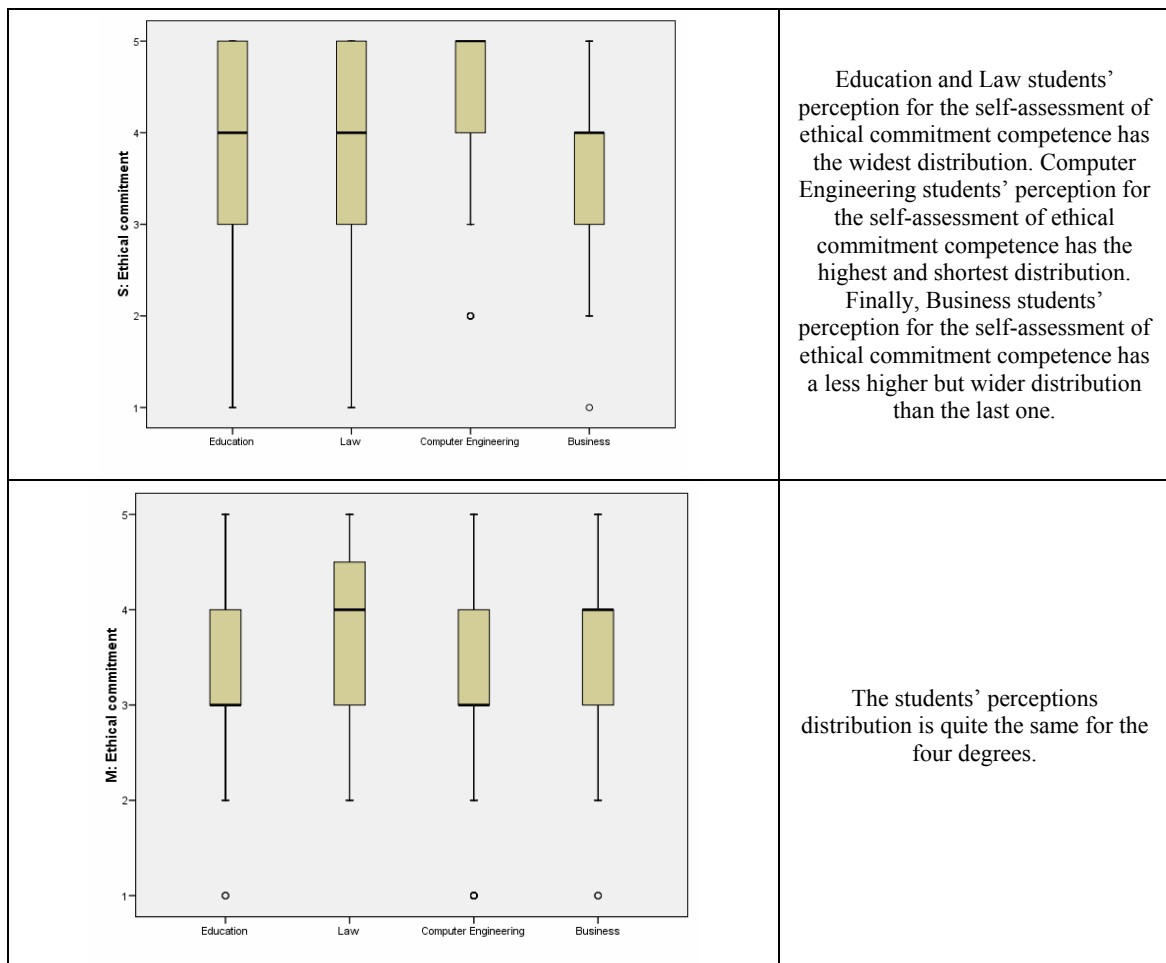 5
4
3
2
1
S: Ethical commitment
Education
Law
Computer Engineering
Business
Education and Law students’
perception for the self-assessment of
ethical commitment competence has
the widest distribution. Computer
Engineering students’ perception for
the self-assessment of ethical
commitment competence has the
highest and shortest distribution.
Finally, Business students’
perception for the self-assessment of
ethical commitment competence has
a less higher but wider distribution
than the last one.
5
4
3
2
1
M: Ethical commitment
Education
Law
Computer Engineering
Business
The students’ perceptions
distribution is quite the same for the
four degrees.